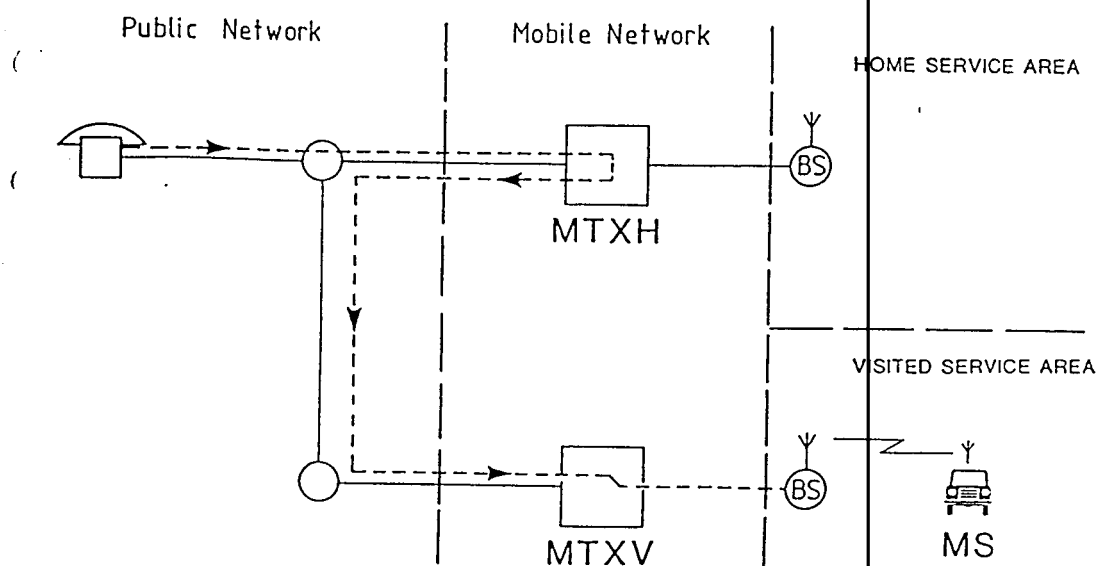 Public Network
Mobile Network
HOME SERVICE AREA
BS
MTXH
VISITED SERVICE AREA
BS
MTXV
MS